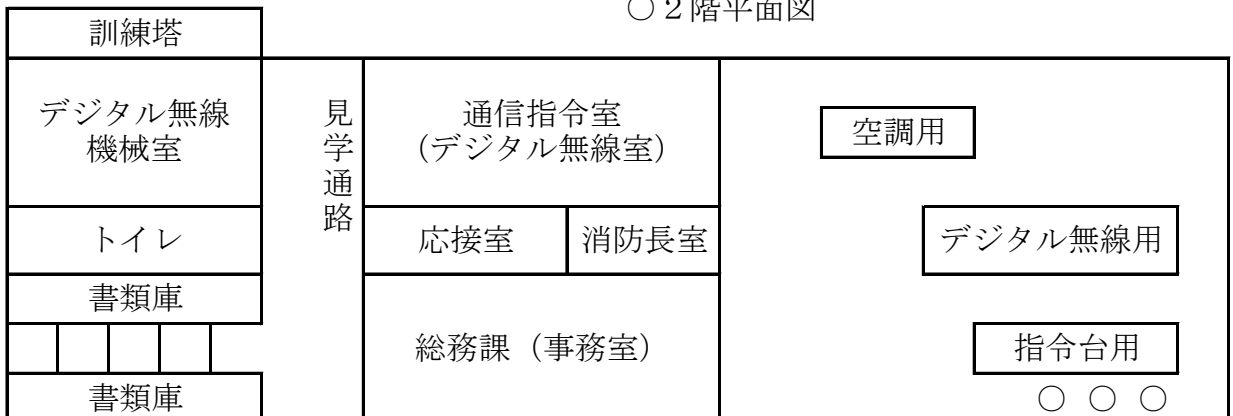 ○２階平面図
訓練塔
デジタル無線
機械室
見学通路
通信指令室
(デジタル無線室)
空調用
トイレ
応接室
消防長室
デジタル無線用
書類庫
総務課（事務室）
指令台用
書類庫
○ ○ ○